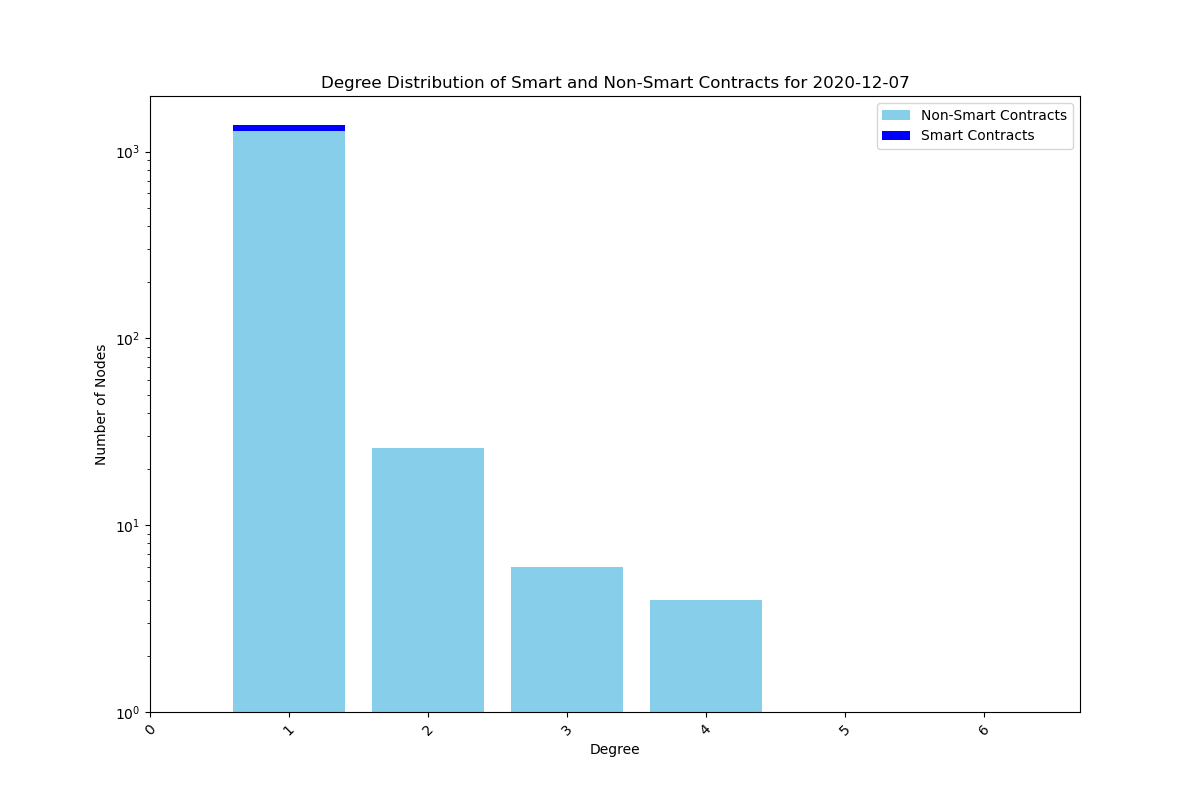 Degree Distribution of Smart and Non-Smart Contracts for 2020-12-07
Non-Smart Contracts
Smart Contracts
Number of Nodes
10³
10²
10¹
10⁰
0 1 2 3 4 5 6
Degree